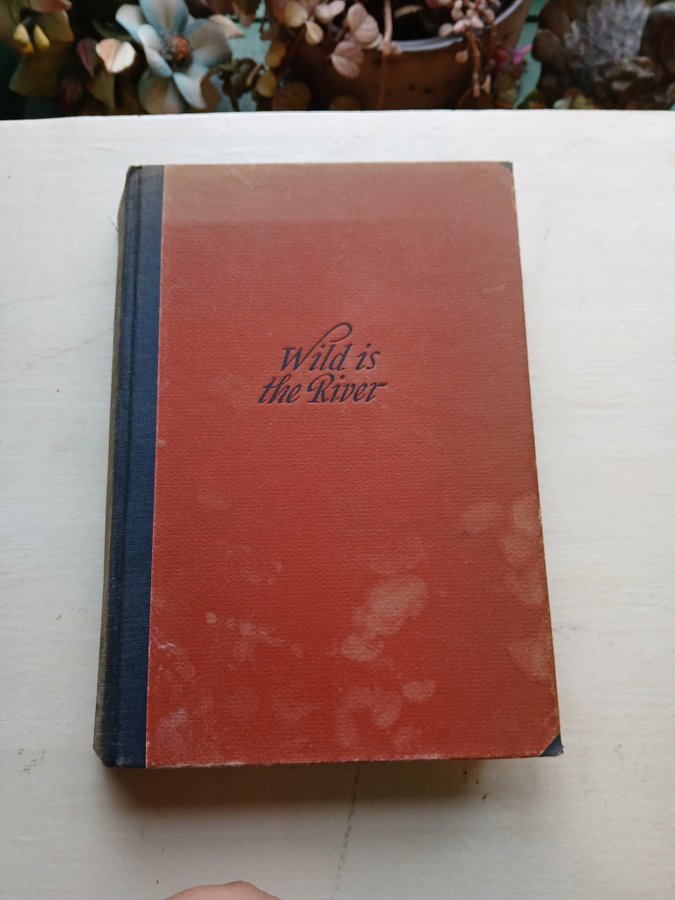 Wild is
the River